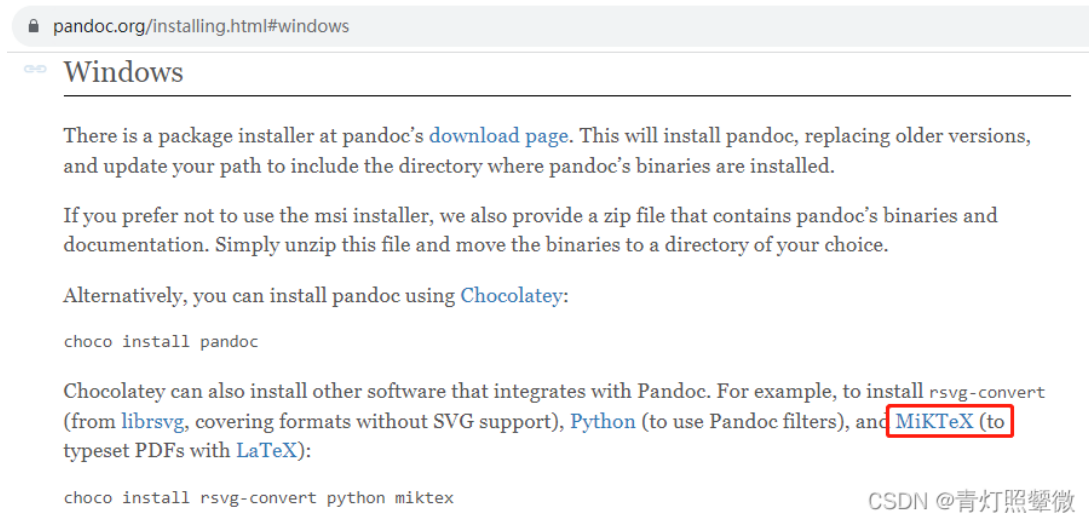 pandoc.org/installing.html#windows
Windows
There is a package installer at pandoc’s download page. This will install pandoc, replacing older versions,
and update your path to include the directory where pandoc’s binaries are installed.
If you prefer not to use the msi installer, we also provide a zip file that contains pandoc’s binaries and
documentation. Simply unzip this file and move the binaries to a directory of your choice.
Alternatively, you can install pandoc using Chocolatey:
choco install pandoc
Chocolatey can also install other software that integrates with Pandoc. For example, to install rsvg-convert
(from librsvg, covering formats without SVG support), Python (to use Pandoc filters), and MiKTeX (to
typeset PDFs with LaTeX):
choco install rsvg-convert python miktex
CSDN @青灯照颦微